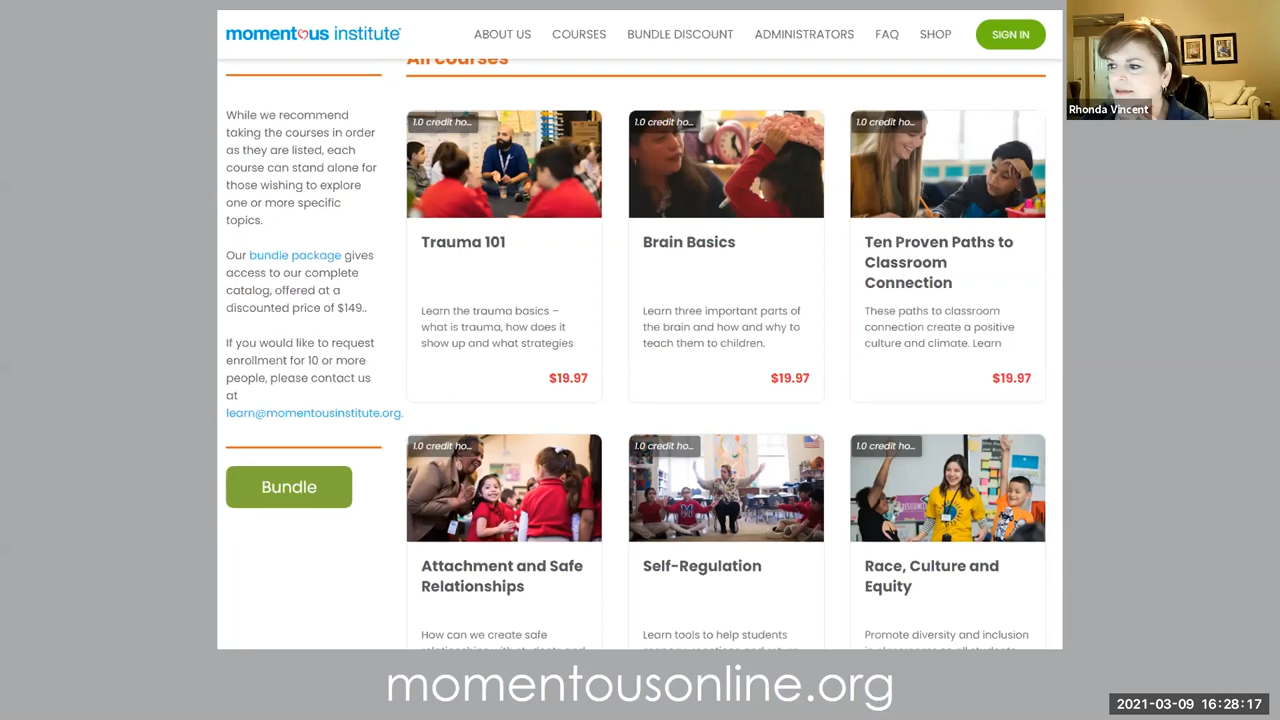 momentous institute
ABOUT US COURSES BUNDLE DISCOUNT ADMINISTRATORS FAQ SHOP SIGN IN
Rhonda Vincent
All courses
While we recommend
taking the courses in order
as they are listed, each
course can stand alone for
those wishing to explore
one or more specific
topics.
Our bundle package gives
access to our complete
catalog, offered at a
discounted price of $149..
If you would like to request
enrollment for 10 or more
people, please contact us
at
learn@momentousinstitute.org.
Bundle
1.0 credit ho...
Trauma 101
Learn the trauma basics –
what is trauma, how does it
show up and what strategies
$19.97
1.0 credit ho...
Brain Basics
Learn three important parts of
the brain and how and why to
teach them to children.
$19.97
1.0 credit ho...
Ten Proven Paths to
Classroom
Connection
These paths to classroom
connection create a positive
culture and climate. Learn
$19.97
1.0 credit ho...
Attachment and Safe
Relationships
How can we create safe
1.0 credit ho...
Self-Regulation
Learn tools to help students
1.0 credit ho...
Race, Culture and
Equity
Promote diversity and inclusion
momentousonline.org
2021-03-09 16:28:17